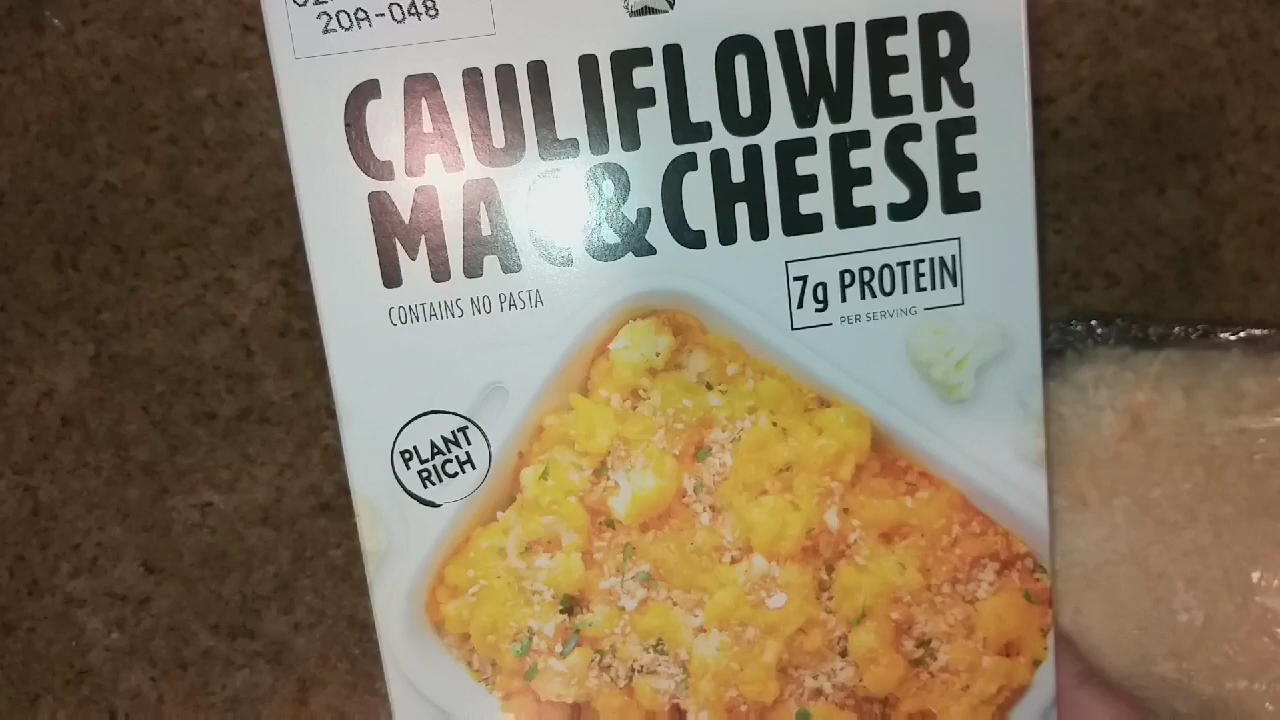 20A-048
CAULIFLOWER
MAC&CHEESE
CONTAINS NO PASTA
7g PROTEIN
PER SERVING
PLANT
RICH